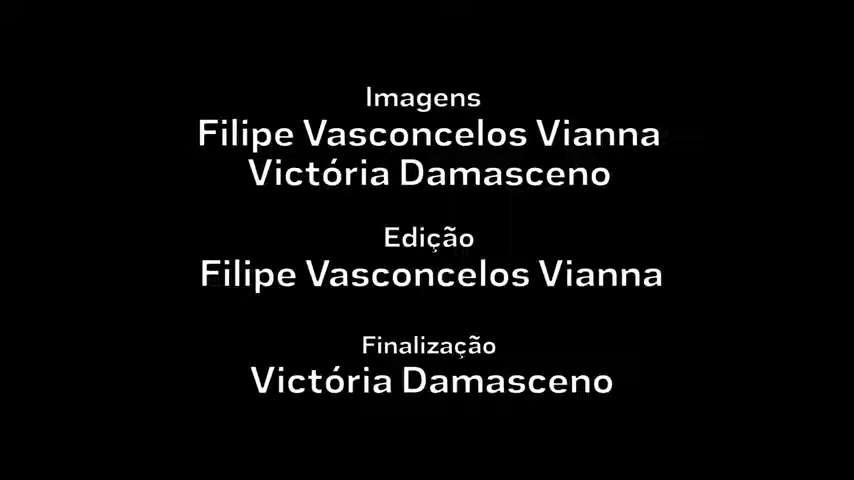 Imagens
Filipe Vasconcelos Vianna
Victória Damasceno
Edição
Filipe Vasconcelos Vianna
Finalização
Victória Damasceno